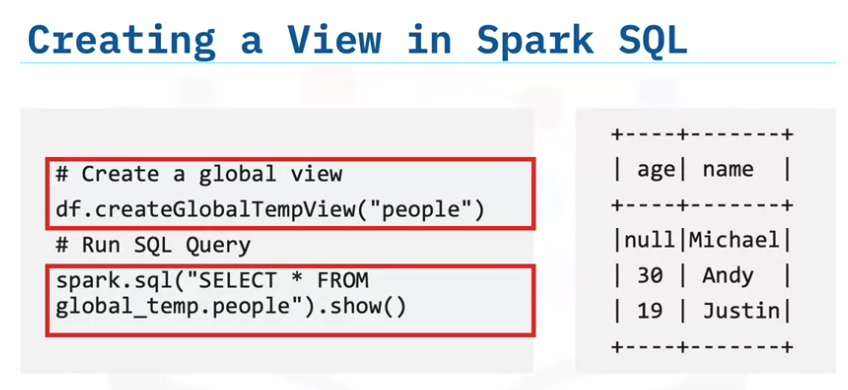 Creating a View in Spark SQL
# Create a global view
df.createGlobalTempView("people")
# Run SQL Query
spark.sql("SELECT * FROM
global_temp.people").show()
+----+-------+
| age| name  |
+----+-------+
|null|Michael|
| 30 | Andy  |
| 19 | Justin|
+----+-------+